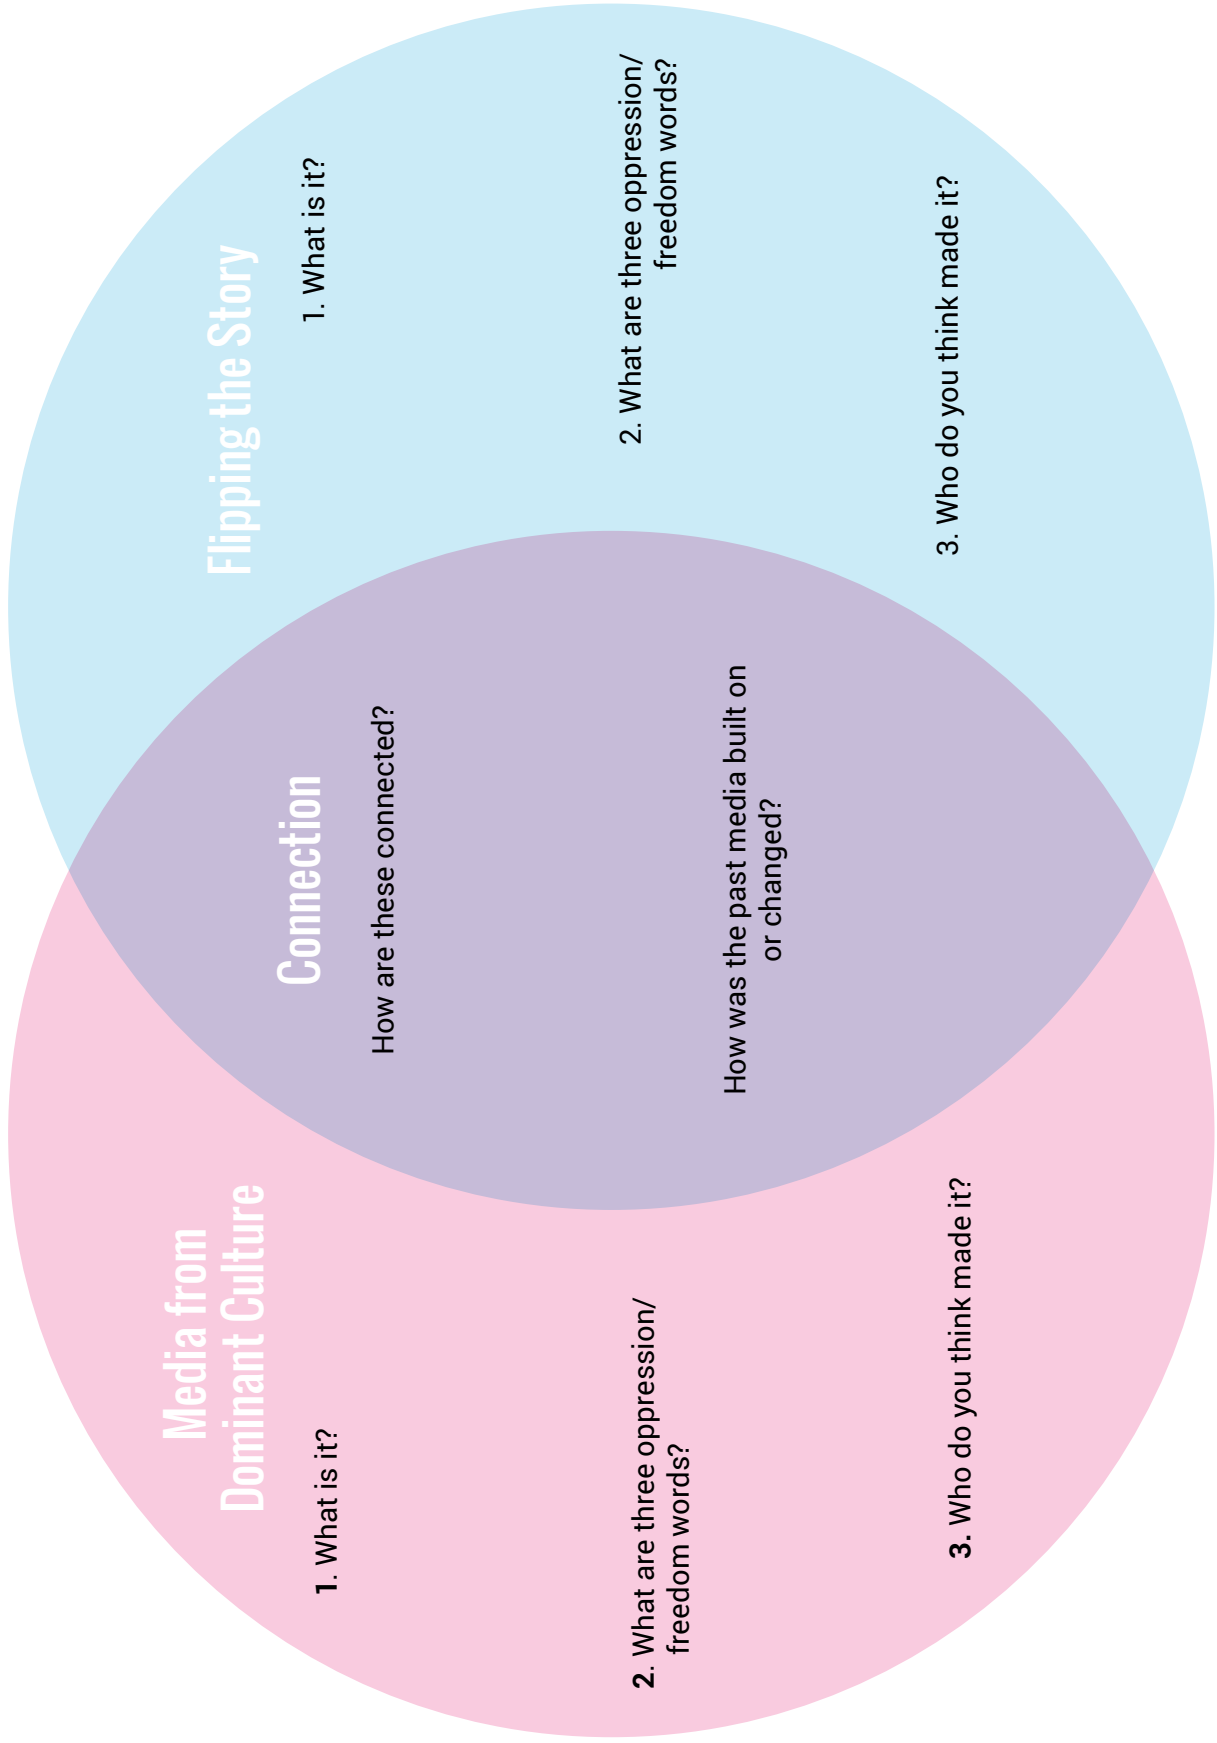 Media from
Dominant Culture
1. What is it?
2. What are three oppression/
freedom words?
3. Who do you think made it?
Connection
How are these connected?
How was the past media built on
or changed?
Flipping the Story
1. What is it?
2. What are three oppression/
freedom words?
3. Who do you think made it?